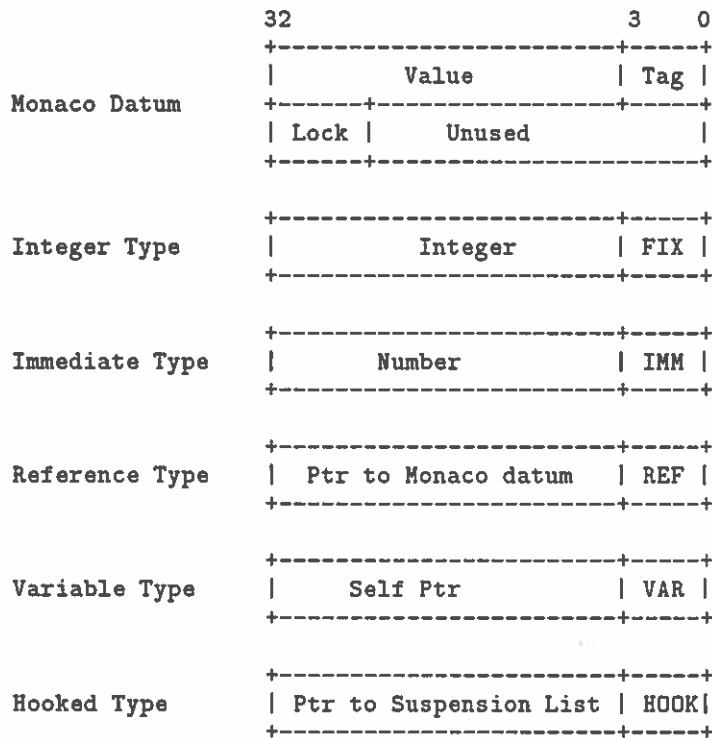 32 3 0
+--------------------------+-----+
| Value | Tag |
Monaco Datum +------+-------------------+-----+
| Lock | Unused |
+------+-------------------------+
+--------------------------+-----+
Integer Type | Integer | FIX |
+--------------------------+-----+
+--------------------------+-----+
Immediate Type | Number | IMM |
+--------------------------+-----+
+--------------------------+-----+
Reference Type | Ptr to Monaco datum | REF |
+--------------------------+-----+
+--------------------------+-----+
Variable Type | Self Ptr | VAR |
+--------------------------+-----+
+--------------------------+-----+
Hooked Type | Ptr to Suspension List | HOOK|
+--------------------------+-----+